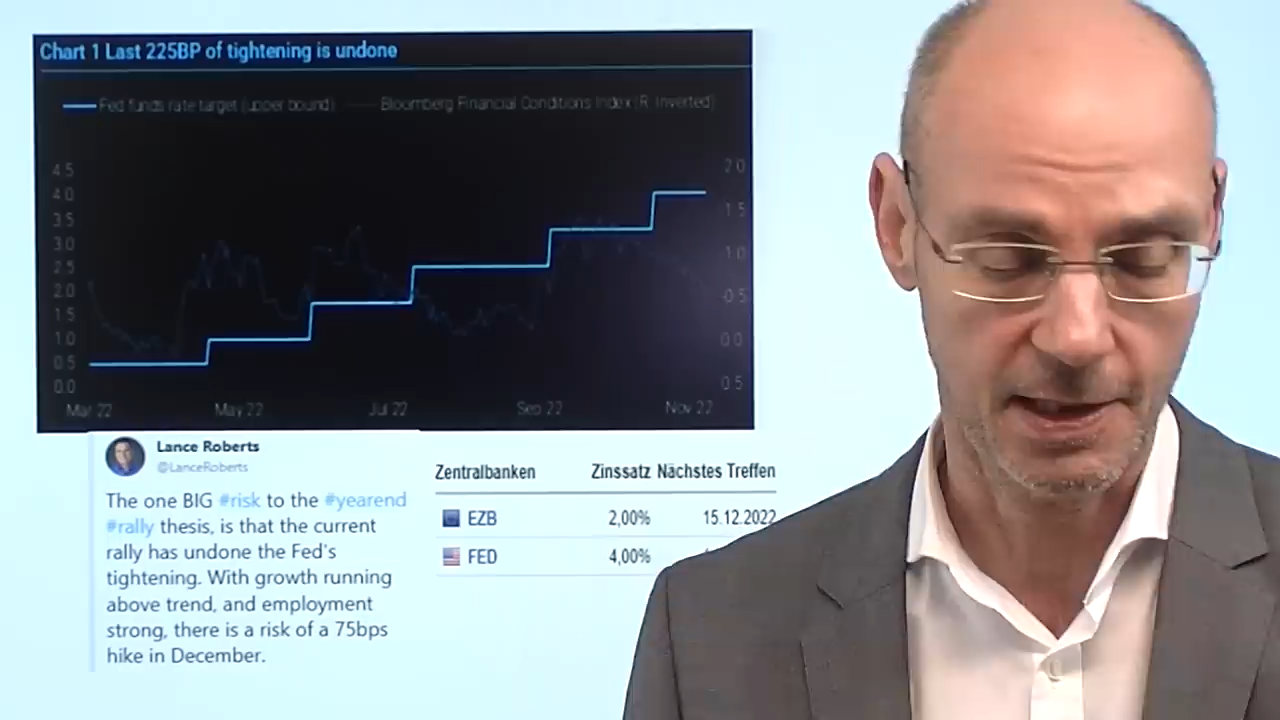 Chart 1 Last 225BP of tightening is undone
Fed funds rate target (upper bound) Bloomberg Financial Conditions Index (R. Inverted)
4.5
4.0
3.5
3.0
2.5
2.0
1.5
1.0
0.5
0.0
2.0
1.5
1.0
0.5
0.0
0.5
Mar 22 May 22 Jul 22 Sep 22 Nov 22
Lance Roberts
@LanceRoberts
The one BIG #risk to the #yearend
#rally thesis, is that the current
rally has undone the Fed's
tightening. With growth running
above trend, and employment
strong, there is a risk of a 75bps
hike in December.
Zentralbanken Zinssatz Nächstes Treffen
EZB 2,00% 15.12.2022
FED 4,00%